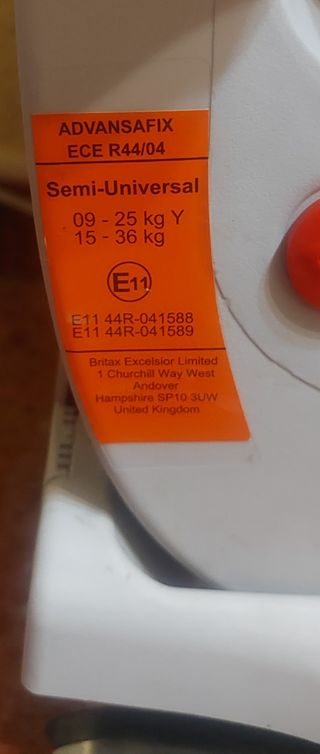 ADVANSAFIX
ECE R44/04
Semi-Universal
09 - 25 kg Y
15 - 36 kg
E11
E11 44R-041588
E11 44R-041589
Britax Excelsior Limited
1 Churchill Way West
Andover
Hampshire SP10 3UW
United Kingdom